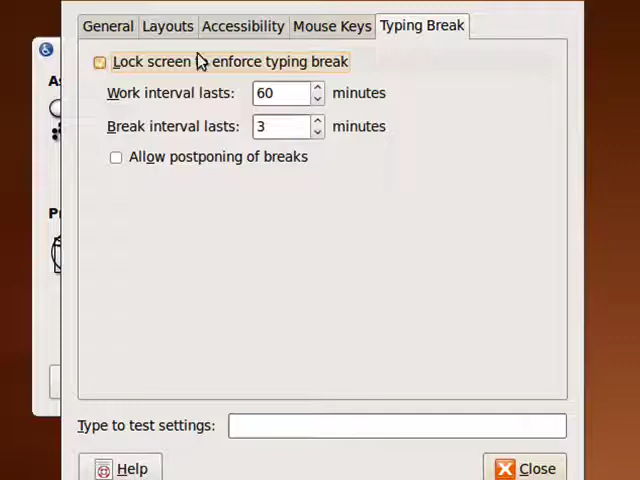 General Layouts Accessibility Mouse Keys Typing Break
Lock screen enforce typing break
Work interval lasts: 60 minutes
Break interval lasts: 3 minutes
Allow postponing of breaks
Type to test settings:
Help Close